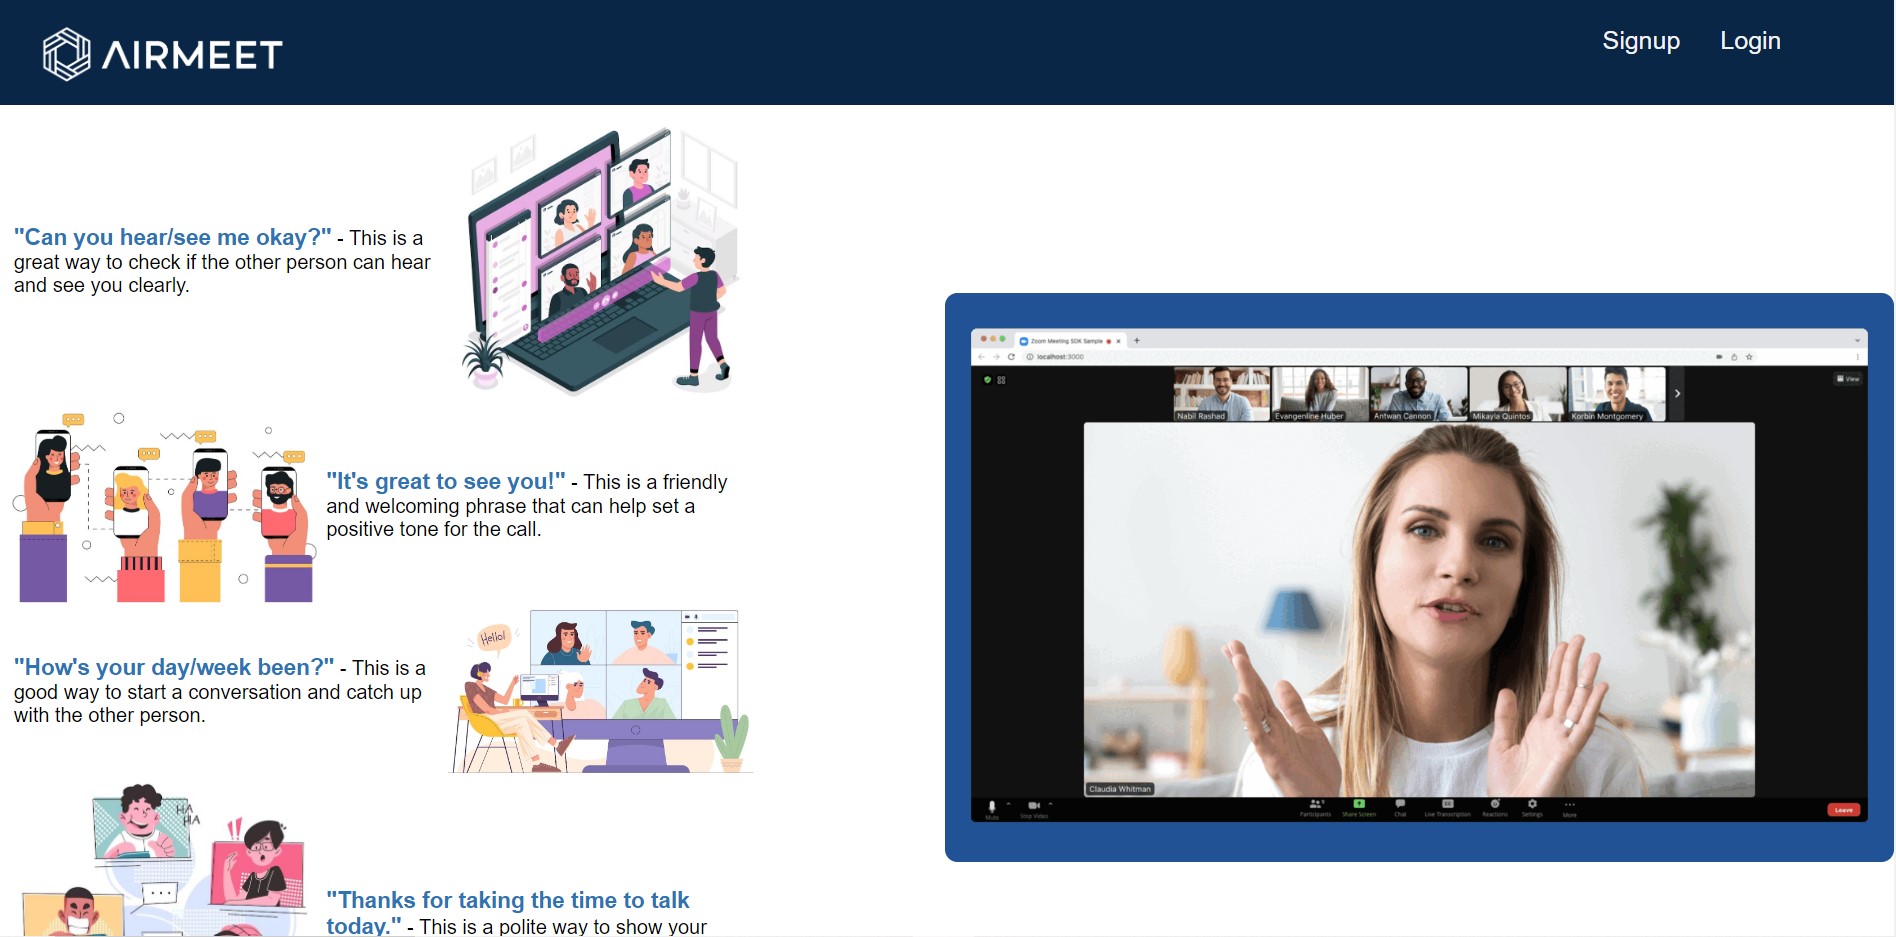 AIRMEET
Signup Login
"Can you hear/see me okay?" - This is a
great way to check if the other person can hear
and see you clearly.
"It's great to see you!" - This is a friendly
and welcoming phrase that can help set a
positive tone for the call.
Hello!
"How's your day/week been?" - This is a
good way to start a conversation and catch up
with the other person.
HA
HA
!!
"Thanks for taking the time to talk
today." - This is a polite way to show your
Zoom Meeting SDK Sample
localhost:3000
View
Nabil Rashad
Evangenline Huber
Antwan Cannon
Mikayla Quintos
Korbin Montgomery
Claudia Whitman
Mute
Stop Video
Participants
Share Screen
Chat
Live Transcription
Reactions
Settings
More
Leave